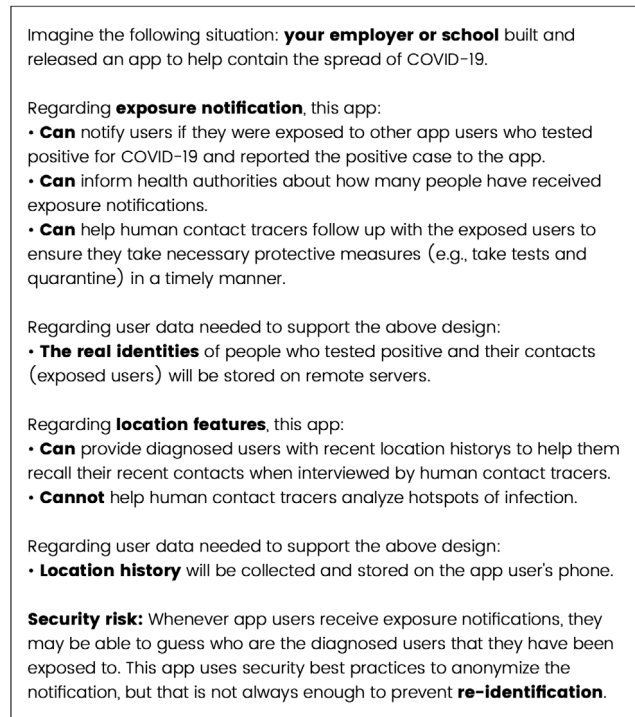 Imagine the following situation: your employer or school built and
released an app to help contain the spread of COVID-19.
Regarding exposure notification, this app:
• Can notify users if they were exposed to other app users who tested
positive for COVID-19 and reported the positive case to the app.
• Can inform health authorities about how many people have received
exposure notifications.
• Can help human contact tracers follow up with the exposed users to
ensure they take necessary protective measures (e.g., take tests and
quarantine) in a timely manner.
Regarding user data needed to support the above design:
• The real identities of people who tested positive and their contacts
(exposed users) will be stored on remote servers.
Regarding location features, this app:
• Can provide diagnosed users with recent location historys to help them
recall their recent contacts when interviewed by human contact tracers.
• Cannot help human contact tracers analyze hotspots of infection.
Regarding user data needed to support the above design:
• Location history will be collected and stored on the app user's phone.
Security risk: Whenever app users receive exposure notifications, they
may be able to guess who are the diagnosed users that they have been
exposed to. This app uses security best practices to anonymize the
notification, but that is not always enough to prevent re-identification.